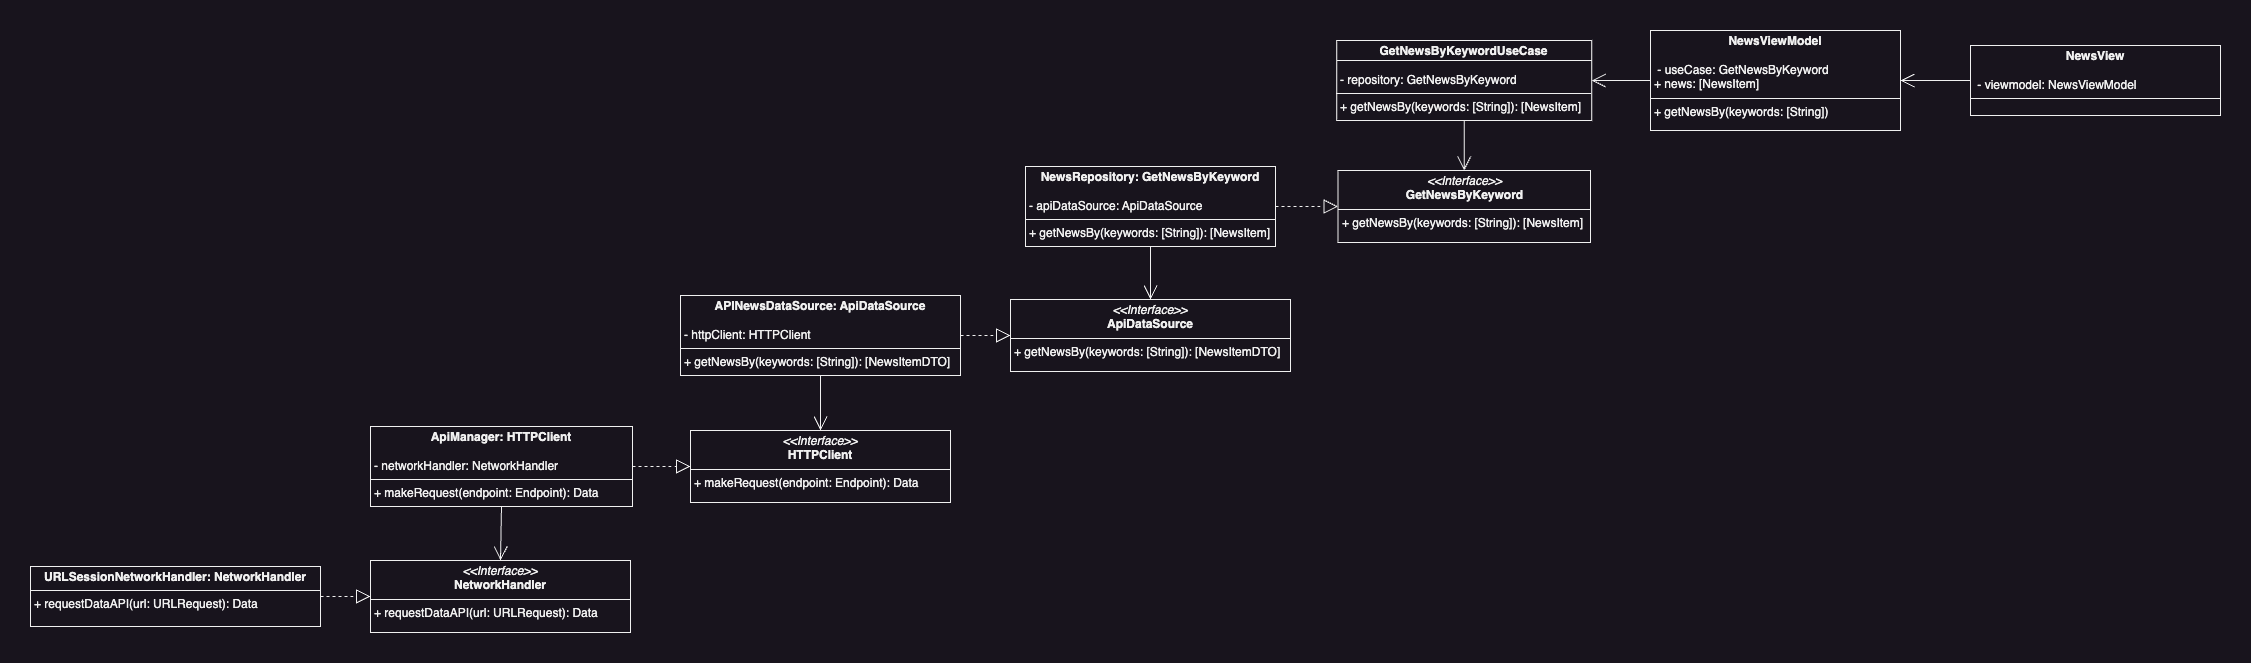 GetNewsByKeywordUseCase
- repository: GetNewsByKeyword
+ getNewsBy(keywords: [String]): [NewsItem]
NewsViewModel
- useCase: GetNewsByKeyword
+ news: [NewsItem]
+ getNewsBy(keywords: [String])
NewsView
- viewmodel: NewsViewModel
NewsRepository: GetNewsByKeyword
- apiDataSource: ApiDataSource
+ getNewsBy(keywords: [String]): [NewsItem]
<<Interface>>
GetNewsByKeyword
+ getNewsBy(keywords: [String]): [NewsItem]
APINewsDataSource: ApiDataSource
- httpClient: HTTPClient
+ getNewsBy(keywords: [String]): [NewsItemDTO]
<<Interface>>
ApiDataSource
+ getNewsBy(keywords: [String]): [NewsItemDTO]
ApiManager: HTTPClient
- networkHandler: NetworkHandler
+ makeRequest(endpoint: Endpoint): Data
<<Interface>>
HTTPClient
+ makeRequest(endpoint: Endpoint): Data
URLSessionNetworkHandler: NetworkHandler
+ requestDataAPI(url: URLRequest): Data
<<Interface>>
NetworkHandler
+ requestDataAPI(url: URLRequest): Data